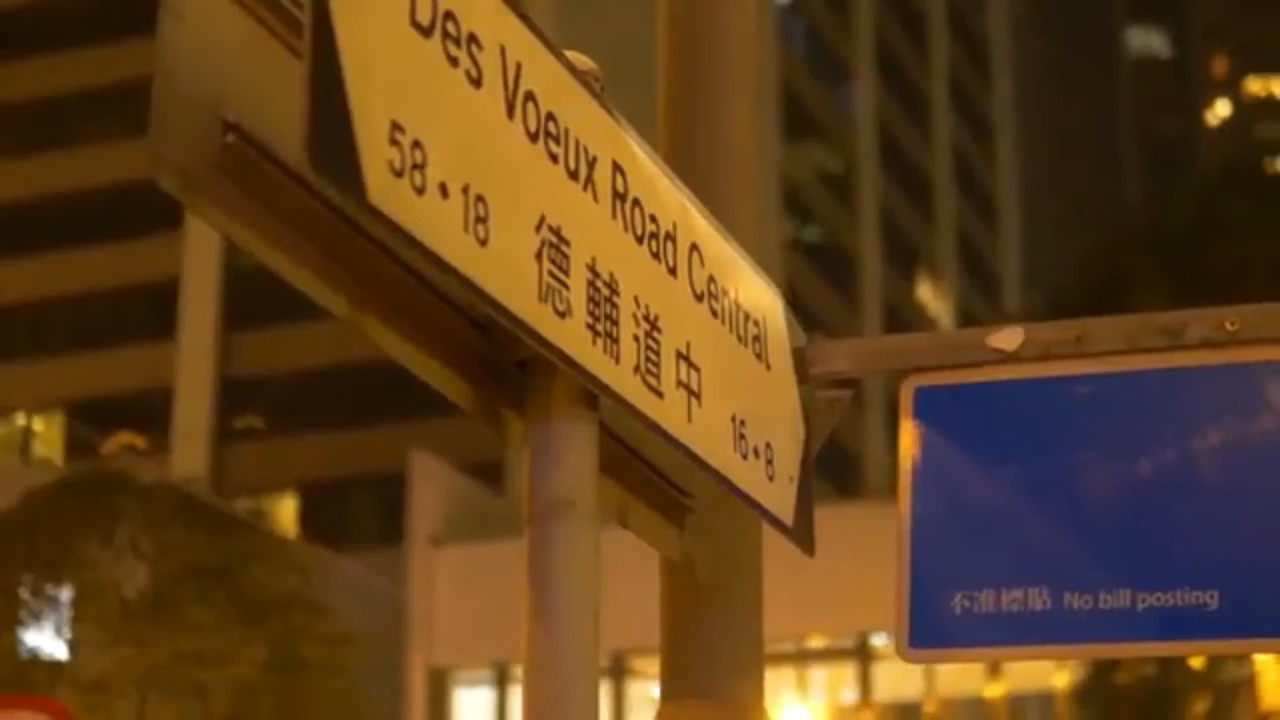 Des Voeux Road Central
58•18 德輔道中 16•8
不准標貼 No bill posting